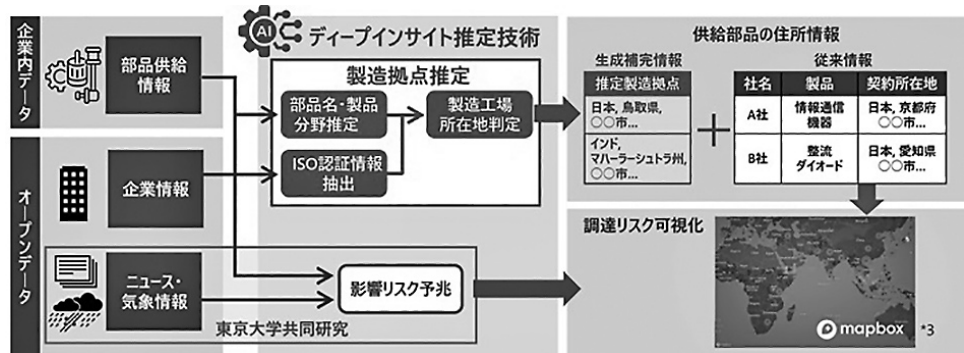 企業内データ
部品供給
情報
オープンデータ
企業情報
ニュース・
気象情報
AI
ディープインサイト推定技術
製造拠点推定
部品名・製品
分野推定
製造工場
所在地判定
ISO認証情報
抽出
影響リスク予兆
東京大学共同研究
供給部品の住所情報
生成補完情報
推定製造拠点
日本, 鳥取県,
○○市...
インド,
マハーラーシュトラ州,
○○市...
従来情報
社名 製品 契約所在地
A社 情報通信
機器 日本, 京都府
○○市...
B社 整流
ダイオード 日本, 愛知県
○○市...
調達リスク可視化
mapbox *3